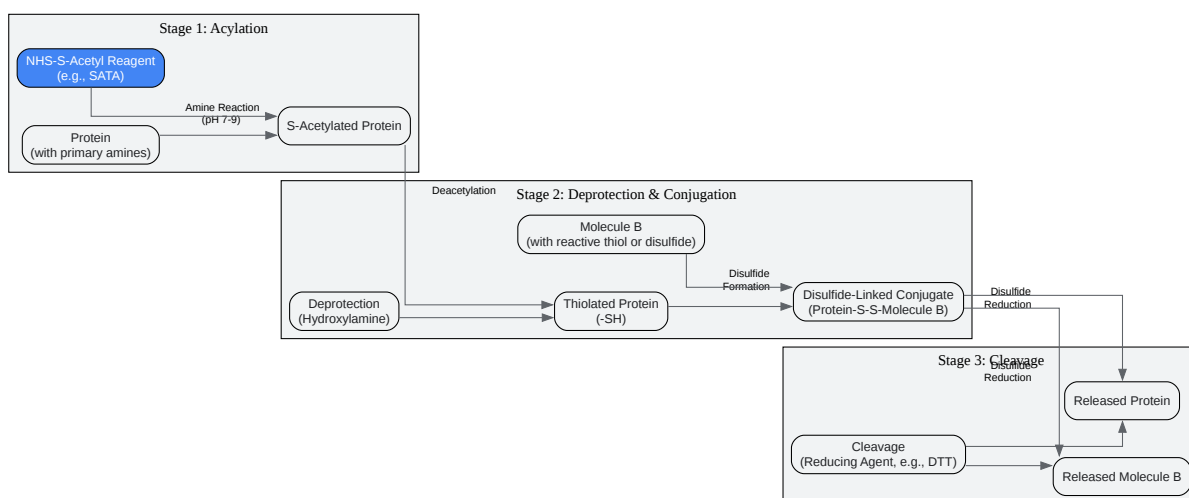 Stage 1: Acylation
NHS-S-Acetyl Reagent
(e.g., SATA)
Amine Reaction
(pH 7-9)
S-Acetylated Protein
Protein
(with primary amines)
Deacetylation
Stage 2: Deprotection & Conjugation
Molecule B
(with reactive thiol or disulfide)
Disulfide
Formation
Deprotection
(Hydroxylamine)
Thiolated Protein
(-SH)
Disulfide-Linked Conjugate
(Protein-S-S-Molecule B)
Disulfide
Reduction
Stage 3: Cleavage
Disulfide
Reduction
Released Protein
Cleavage
(Reducing Agent, e.g., DTT)
Released Molecule B